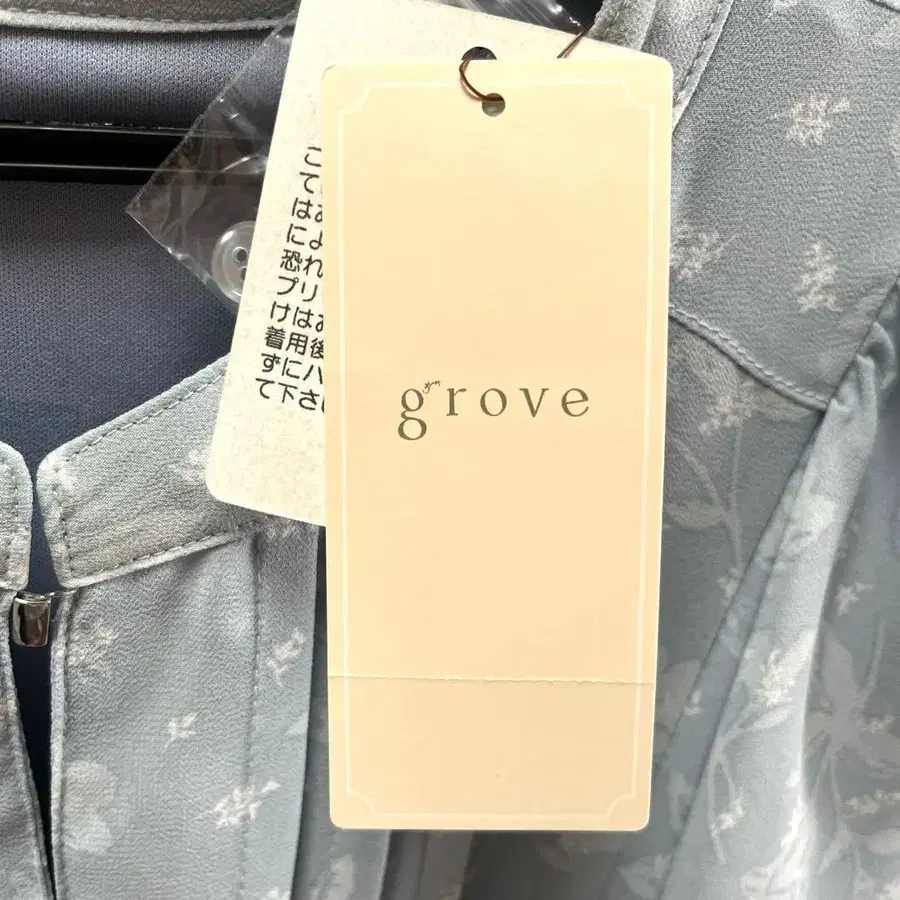 grove
こ
て
はお
によ
恐れ
プリ
けはお
着用後
ずにハ
て下さい